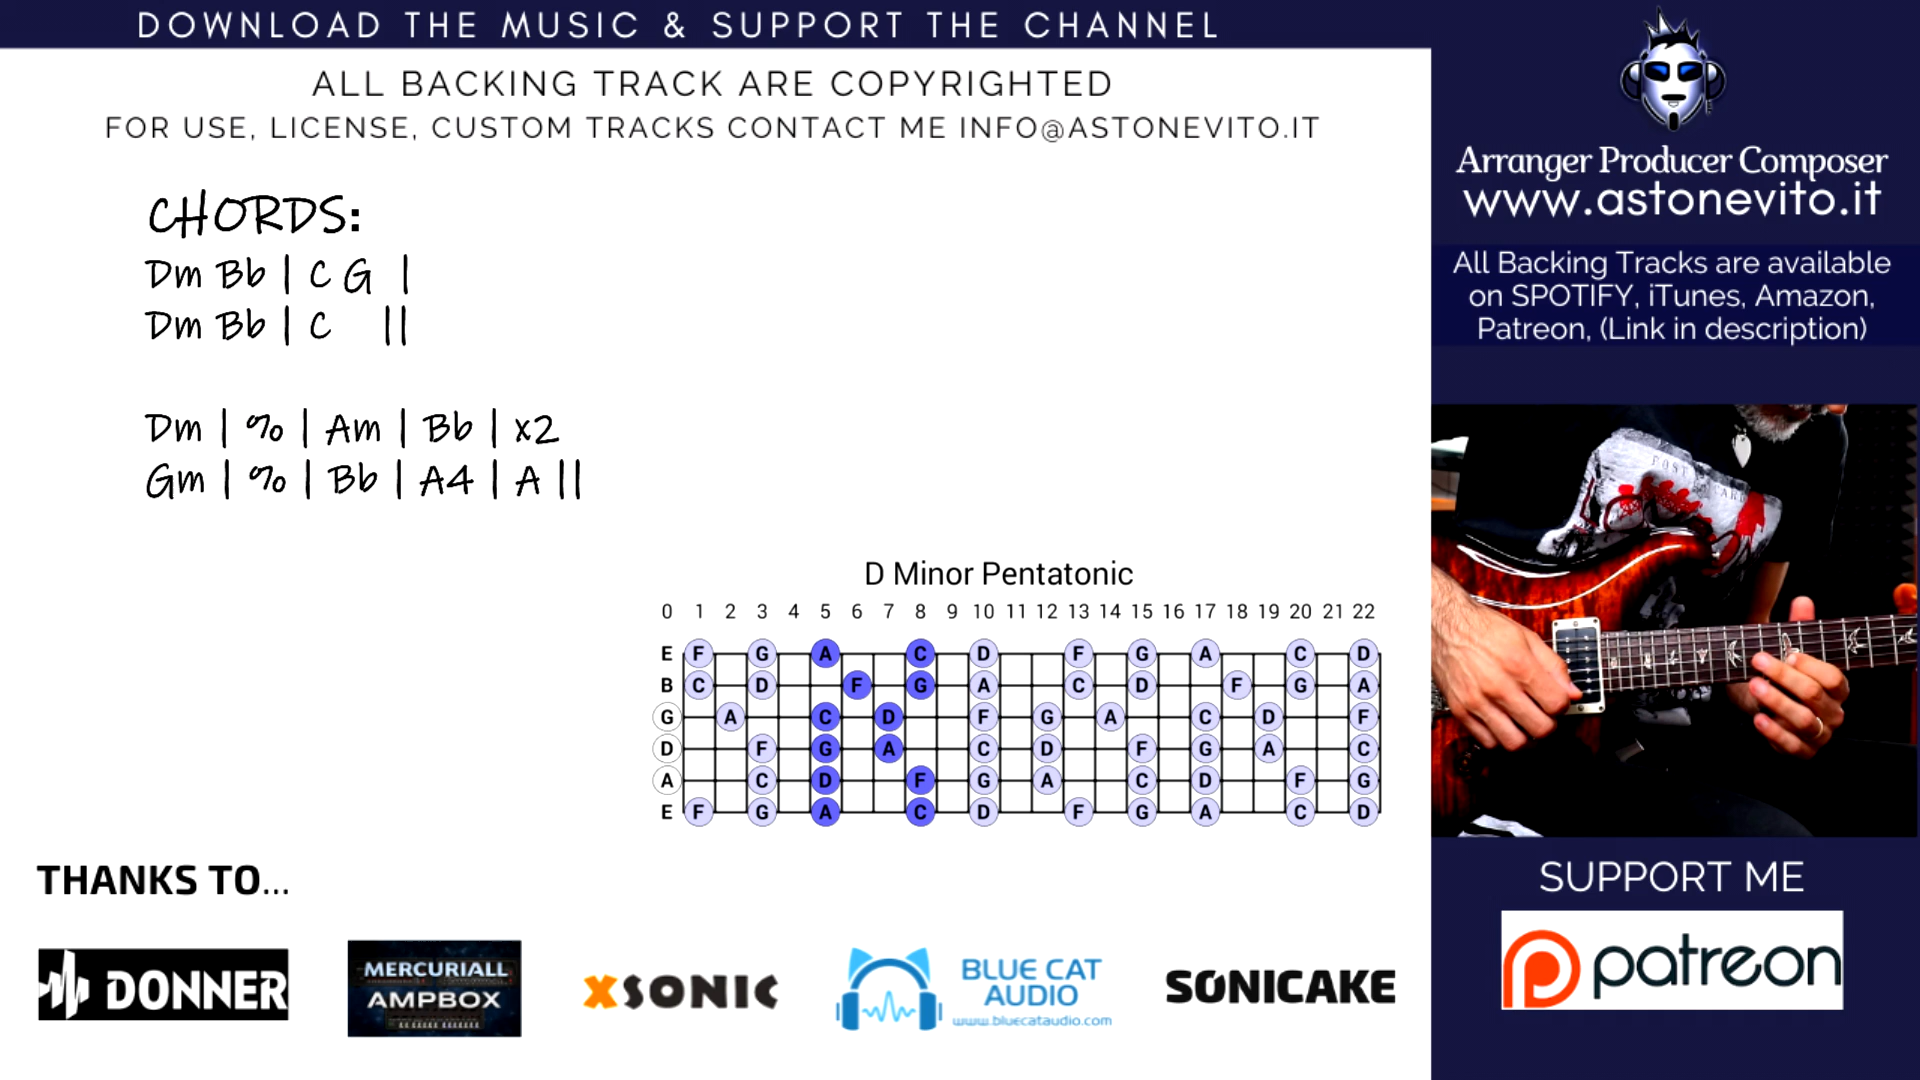 DOWNLOAD THE MUSIC & SUPPORT THE CHANNEL
ALL BACKING TRACK ARE COPYRIGHTED
FOR USE, LICENSE, CUSTOM TRACKS CONTACT ME INFO@ASTONEVITO.IT
CHORDS:
Dm Bb | C G |
Dm Bb | C ||
Dm | % | Am | Bb | x2
Gm | % | Bb | A4 | A ||
D Minor Pentatonic
0 1 2 3 4 5 6 7 8 9 10 11 12 13 14 15 16 17 18 19 20 21 22
E F G A C D F G A C D
B C D F G A C D F G A
G A C D F G A C D F
D F G A C D F G A C
A C D F G A C D F G
E F G A C D F G A C D
THANKS TO...
DONNER
MERCURIALL
AMPBOX
XSONIC
BLUE CAT
AUDIO
www.bluecataudio.com
SONICAKE
Arranger Producer Composer
www.astonevito.it
All Backing Tracks are available
on SPOTIFY, iTunes, Amazon,
Patreon, (Link in description)
SUPPORT ME
patreon